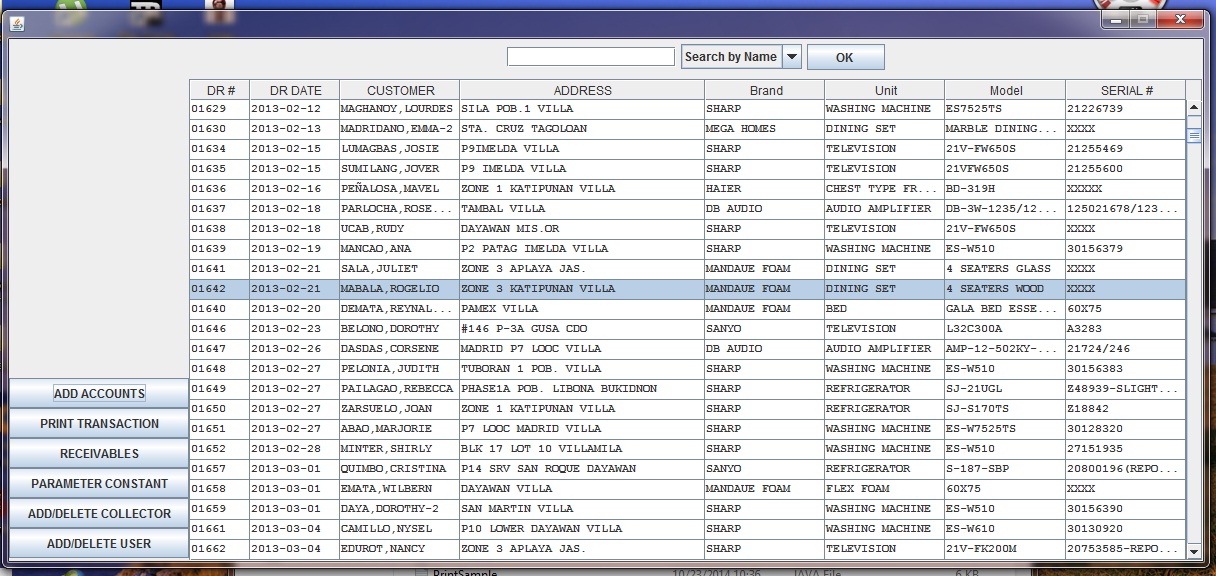 Search by Name OK
DR # DR DATE CUSTOMER ADDRESS Brand Unit Model SERIAL #
01629 2013-02-12 MAGHANOY,LOURDES SILA POB.1 VILLA SHARP WASHING MACHINE ES7525TS 21226739
01630 2013-02-13 MADRIDANO,EMMA-2 STA. CRUZ TAGOLOAN MEGA HOMES DINING SET MARBLE DINING... XXXX
01634 2013-02-15 LUMAGBAS,JOSIE P9IMELDA VILLA SHARP TELEVISION 21V-FW650S 21255469
01635 2013-02-15 SUMILANG,JOVER P9 IMELDA VILLA SHARP TELEVISION 21VFW650S 21255600
01636 2013-02-16 PEÑALOSA,MAVEL ZONE 1 KATIPUNAN VILLA HAIER CHEST TYPE FR... BD-319H XXXXX
01637 2013-02-18 PARLOCHA,ROSE... TAMBAL VILLA DB AUDIO AUDIO AMPLIFIER DB-3W-1235/12... 125021678/123...
01638 2013-02-18 UCAB,RUDY DAYAWAN MIS.OR SHARP TELEVISION 21V-FW650S XXXX
01639 2013-02-19 MANCAO,ANA P2 PATAG IMELDA VILLA SHARP WASHING MACHINE ES-W510 30156379
01641 2013-02-21 SALA,JULIET ZONE 3 APLAYA JAS. MANDAUE FOAM DINING SET 4 SEATERS GLASS XXXX
01642 2013-02-21 MABALA,ROGELIO ZONE 3 KATIPUNAN VILLA MANDAUE FOAM DINING SET 4 SEATERS WOOD XXXX
01640 2013-02-20 DEMATA,REYNAL... PAMEX VILLA MANDAUE FOAM BED GALA BED ESSE... 60X75
01646 2013-02-23 BELONO,DOROTHY #146 P-3A GUSA CDO SANYO TELEVISION L32C300A A3283
01647 2013-02-26 DASDAS,CORSENE MADRID P7 LOOC VILLA DB AUDIO AUDIO AMPLIFIER AMP-12-502KY-... 21724/246
01648 2013-02-27 PELONIA,JUDITH TUBORAN 1 POB. VILLA SHARP WASHING MACHINE ES-W510 30156383
ADD ACCOUNTS 01649 2013-02-27 PAILAGAO,REBECCA PHASE1A POB. LIBONA BUKIDNON SHARP REFRIGERATOR SJ-21UGL Z48939-SLIGHT...
01650 2013-02-27 ZARSUELO,JOAN ZONE 1 KATIPUNAN VILLA SHARP REFRIGERATOR SJ-S170TS Z18842
PRINT TRANSACTION 01651 2013-02-27 ABAO,MARJORIE P7 LOOC MADRID VILLA SHARP WASHING MACHINE ES-W7525TS 30128320
RECEIVABLES 01652 2013-02-28 MINTER,SHIRLY BLK 17 LOT 10 VILLAMILA SHARP WASHING MACHINE ES-W510 27151935
01657 2013-03-01 QUIMBO,CRISTINA P14 SRV SAN ROQUE DAYAWAN SANYO REFRIGERATOR S-187-SBP 20800196(REPO...
PARAMETER CONSTANT 01658 2013-03-01 EMATA,WILBERN DAYAWAN VILLA MANDAUE FOAM FLEX FOAM 60X75 XXXX
ADD/DELETE COLLECTOR 01659 2013-03-01 DAYA,DOROTHY-2 SAN MARTIN VILLA SHARP WASHING MACHINE ES-W510 30156390
01661 2013-03-04 CAMILLO,NYSEL P10 LOWER DAYAWAN VILLA SHARP WASHING MACHINE ES-W610 30130920
ADD/DELETE USER 01662 2013-03-04 EDUROT,NANCY ZONE 3 APLAYA JAS. SHARP TELEVISION 21V-FK200M 20753585-REPO...
PrintSample 10/23/2014 10:36 JAVA File 6 KB